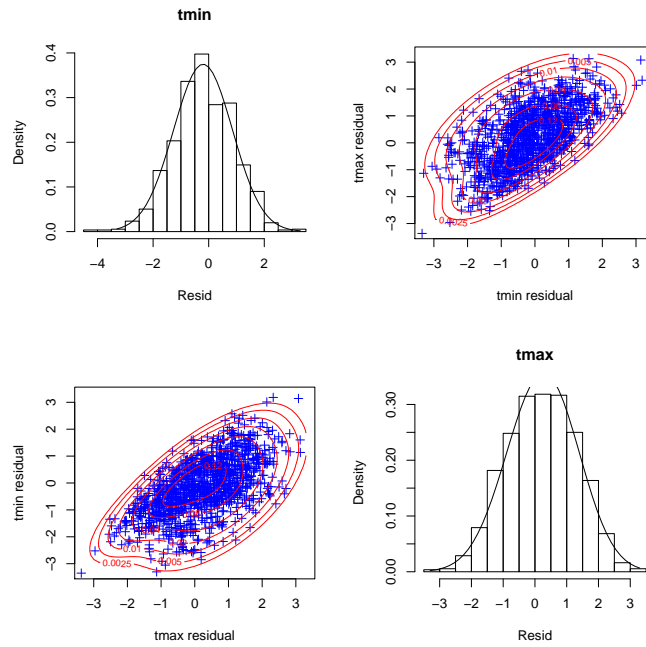 tmin
Density
0.0 0.1 0.2 0.3 0.4
−4 −2 0 2
Resid
tmax residual
−3 −2 −1 0 1 2 3
0.005
0.01
0.0025
−3 −2 −1 0 1 2 3
tmin residual
tmin residual
−3 −2 −1 0 1 2 3
0.01
0.0025
0.005
−3 −2 −1 0 1 2 3
tmax residual
tmax
Density
0.00 0.10 0.20 0.30
−3 −2 −1 0 1 2 3
Resid